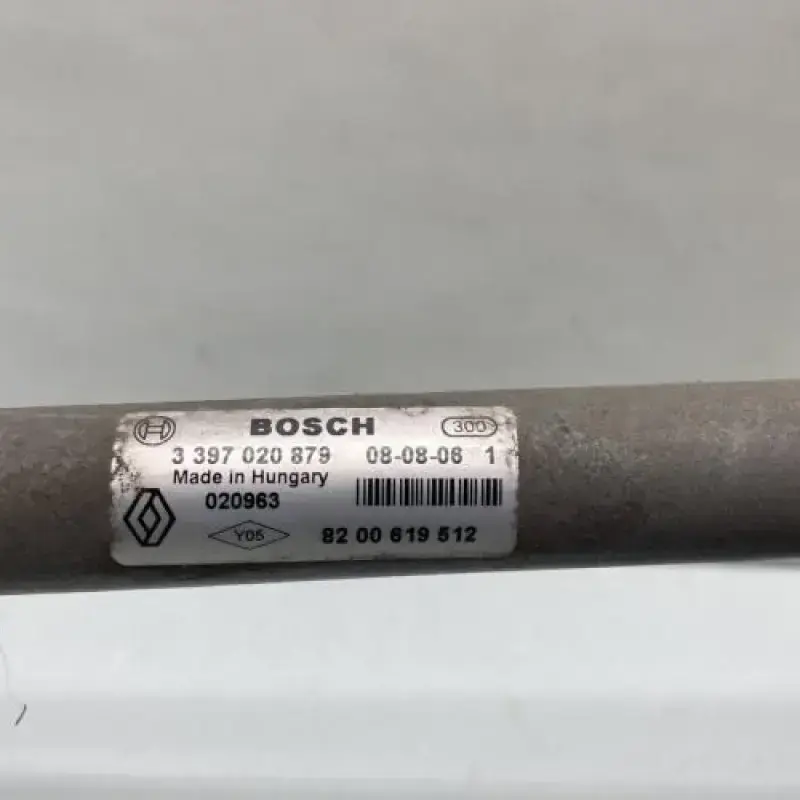 BOSCH 300
3 397 020 879 08-08-06 1
Made in Hungary
020963
Y05 82 00 619 512